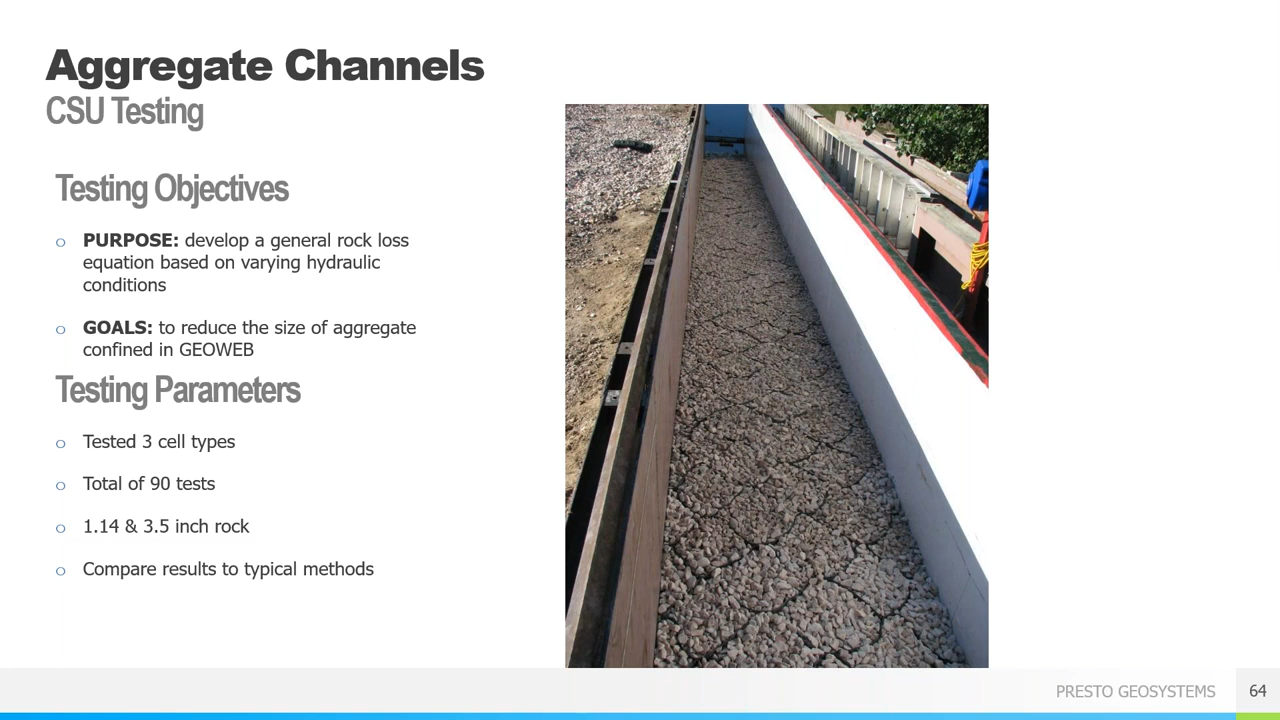 Aggregate Channels
CSU Testing
Testing Objectives
o PURPOSE: develop a general rock loss
equation based on varying hydraulic
conditions
o GOALS: to reduce the size of aggregate
confined in GEOWEB
Testing Parameters
o Tested 3 cell types
o Total of 90 tests
o 1.14 & 3.5 inch rock
o Compare results to typical methods
PRESTO GEOSYSTEMS 64